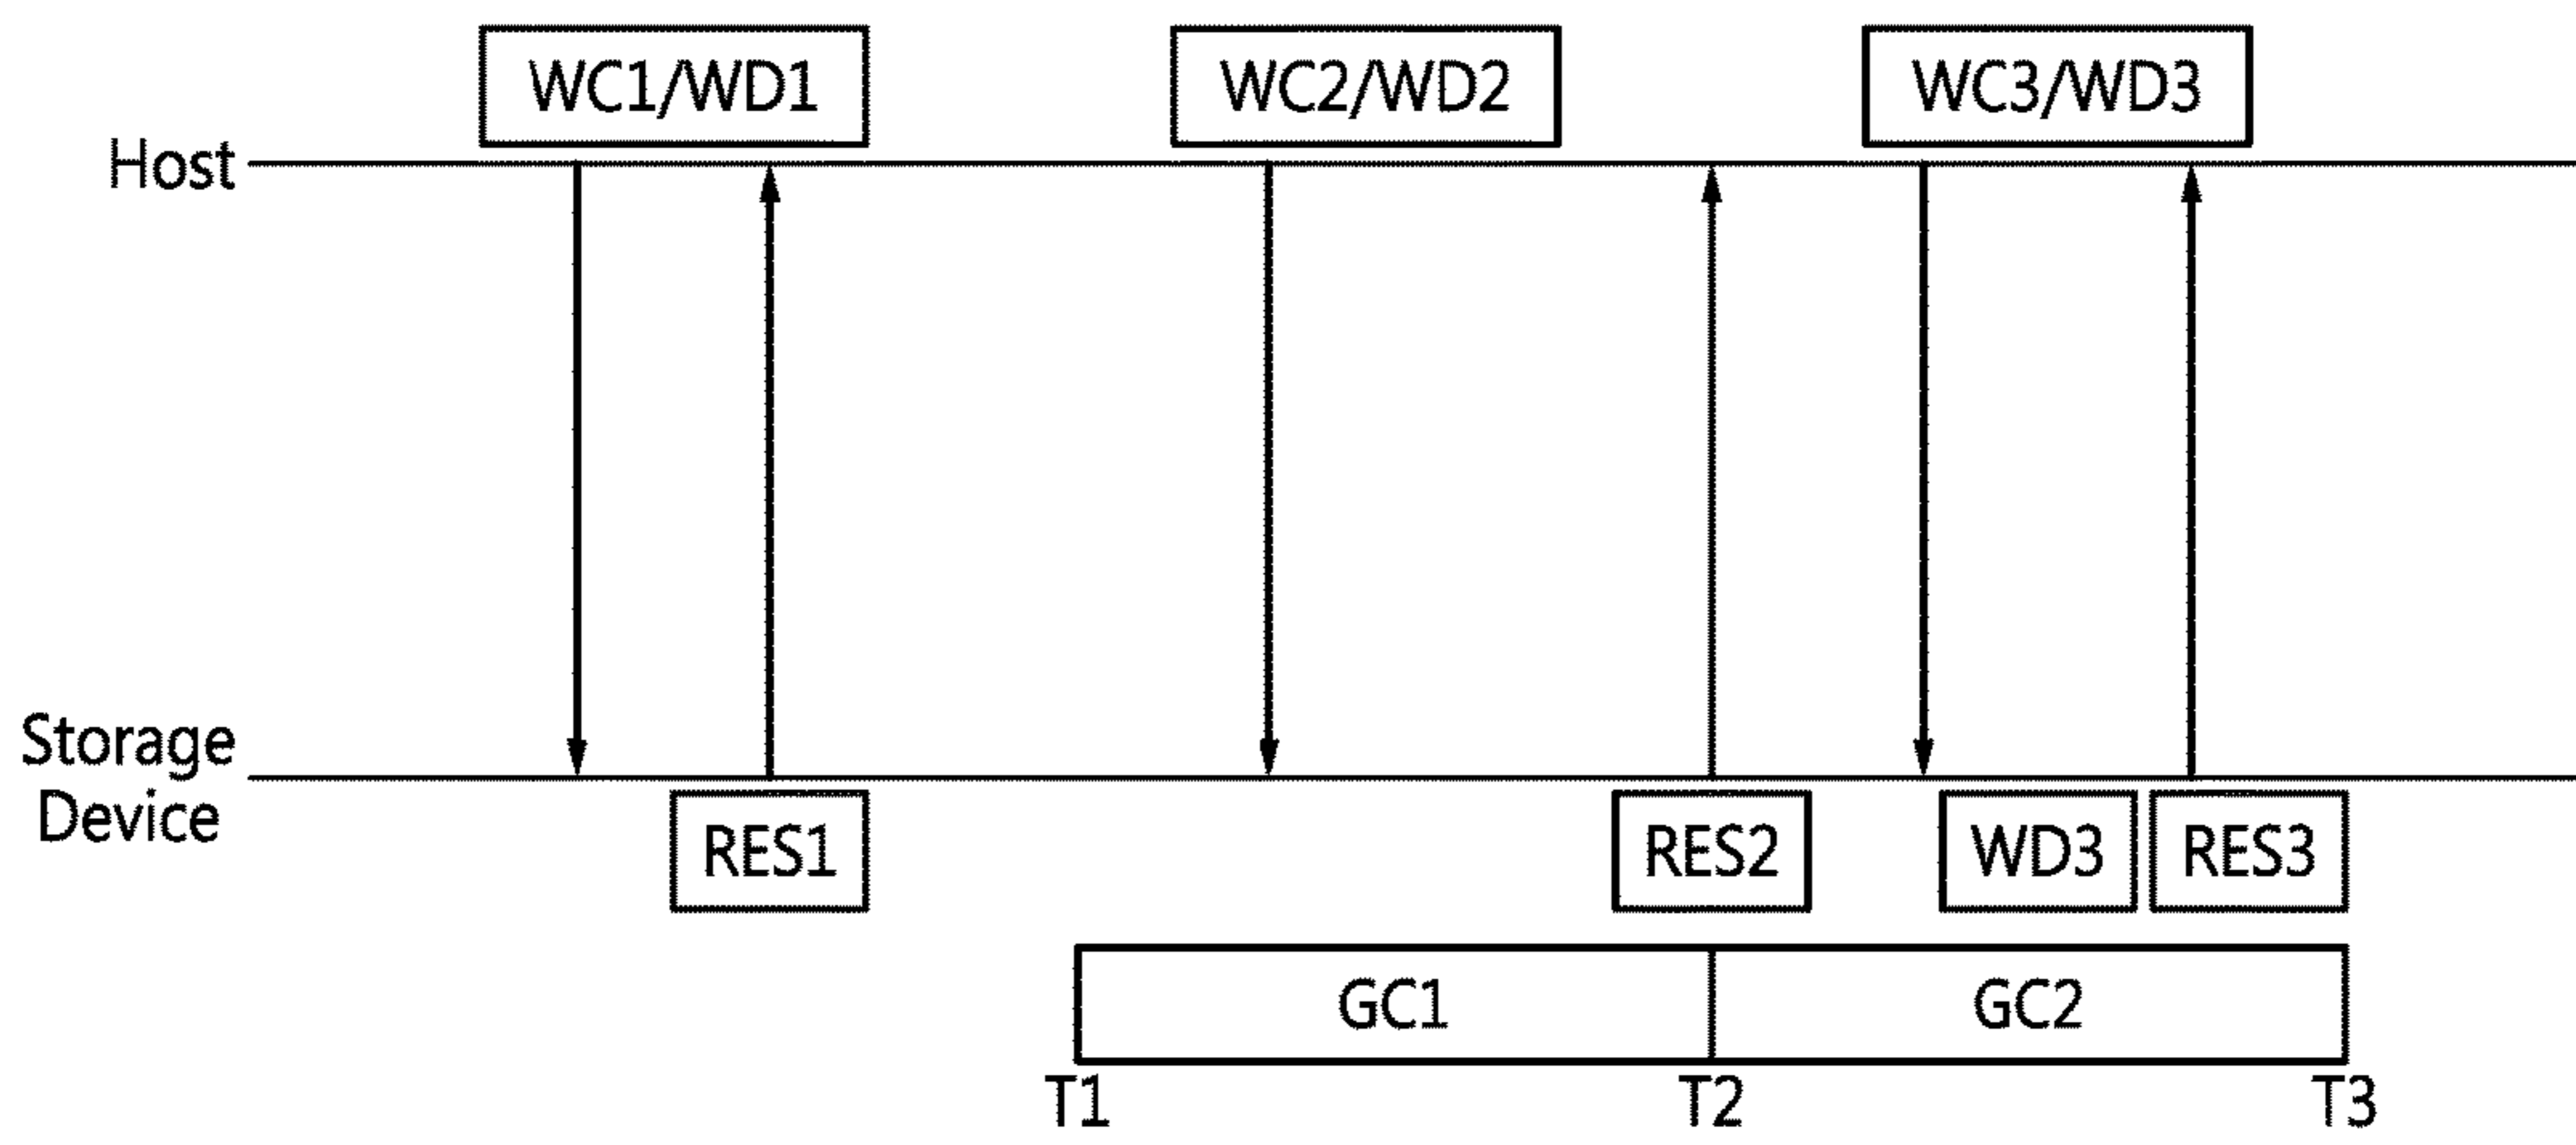 WC1/WD1 WC2/WD2 WC3/WD3
Host
Storage
Device
RES1 RES2 WD3 RES3
GC1 GC2
T1 T2 T3